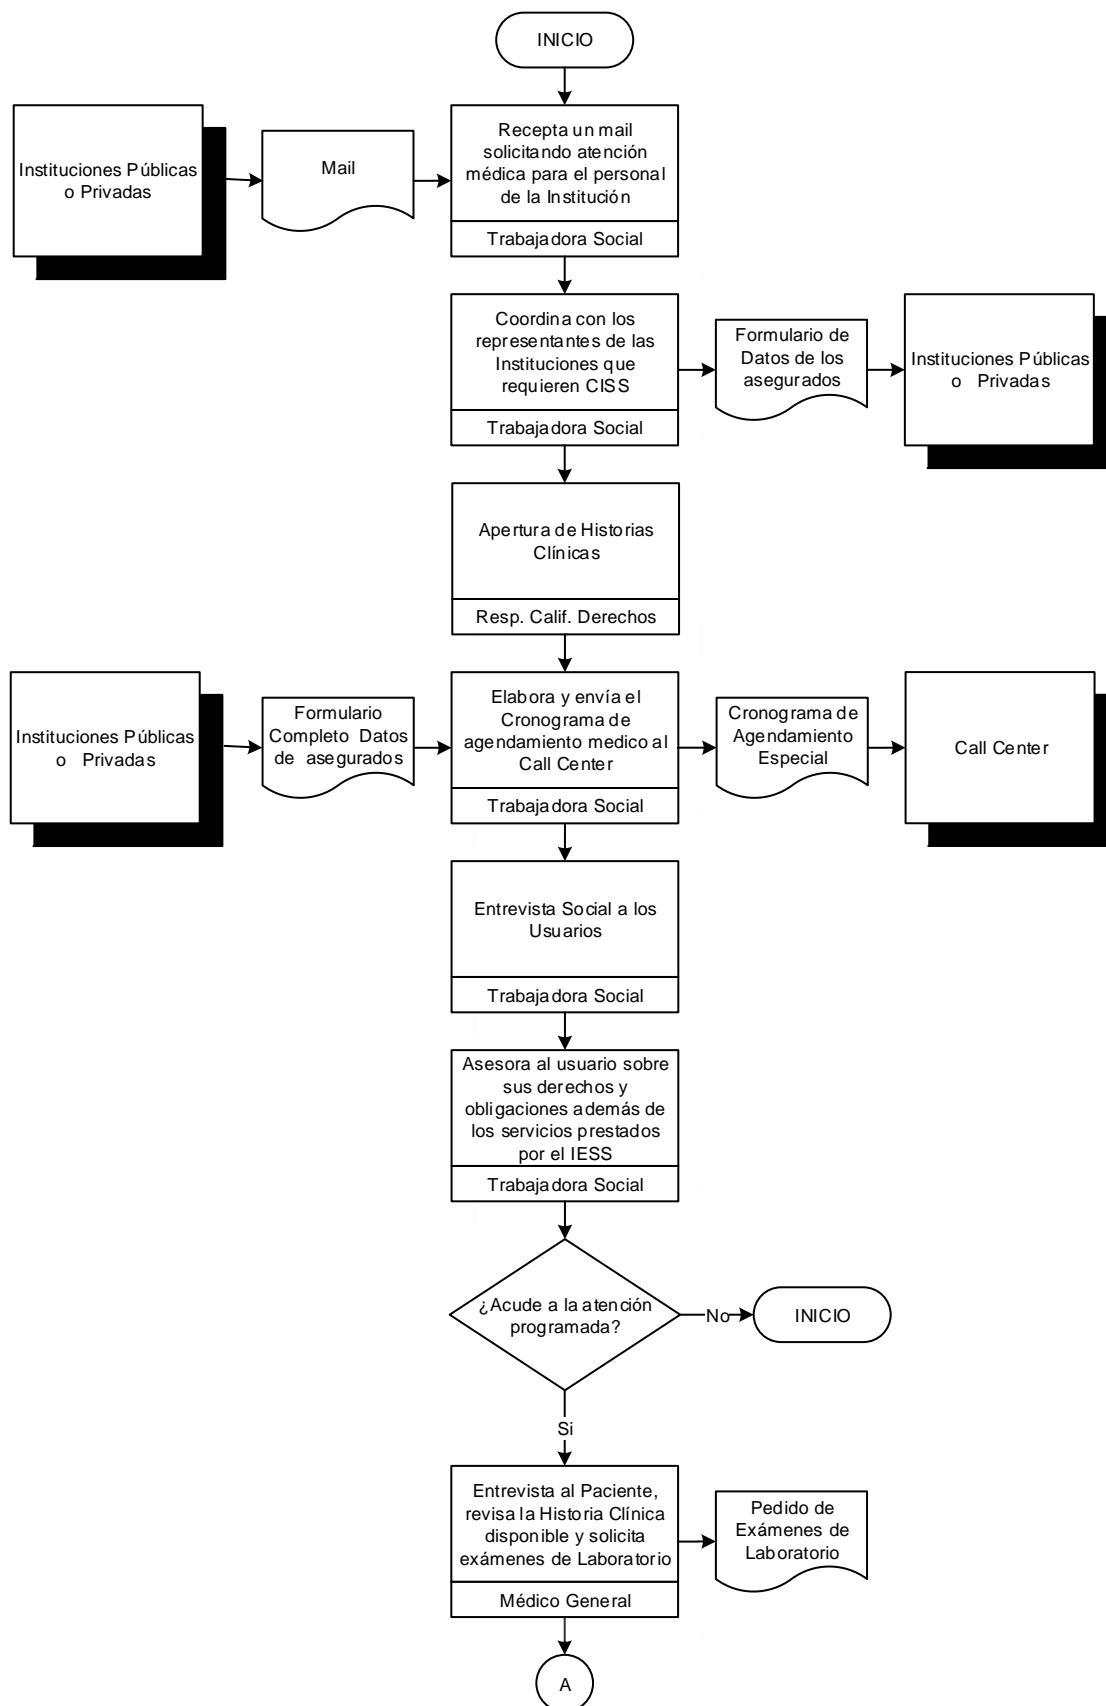 INICIO
Instituciones Públicas
o Privadas
Mail
Recepta un mail
solicitando atención
médica para el personal
de la Institución
Trabajadora Social
Coordina con los
representantes de las
Instituciones que
requieren CISS
Trabajadora Social
Formulario de
Datos de los
asegurados
Instituciones Públicas
o Privadas
Apertura de Historias
Clínicas
Resp. Calif. Derechos
Instituciones Públicas
o Privadas
Formulario
Completo Datos
de asegurados
Elabora y envía el
Cronograma de
agendamiento medico al
Call Center
Trabajadora Social
Cronograma de
Agendamiento
Especial
Call Center
Entrevista Social a los
Usuarios
Trabajadora Social
Asesora al usuario sobre
sus derechos y
obligaciones además de
los servicios prestados
por el IESS
Trabajadora Social
¿Acude a la atención
programada?
No
INICIO
Si
Entrevista al Paciente,
revisa la Historia Clínica
disponible y solicita
exámenes de Laboratorio
Médico General
Pedido de
Exámenes de
Laboratorio
A